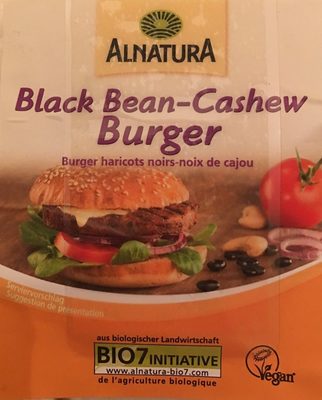 ALNATURA
Black Bean-Cashew
Burger
Burger haricots noirs-noix de cajou
Serviervorschlag
Suggestion de présentation
aus biologischer Landwirtschaft
BIO7INITIATIVE
www.alnatura-bio7.com
de l'agriculture biologique
Vegan